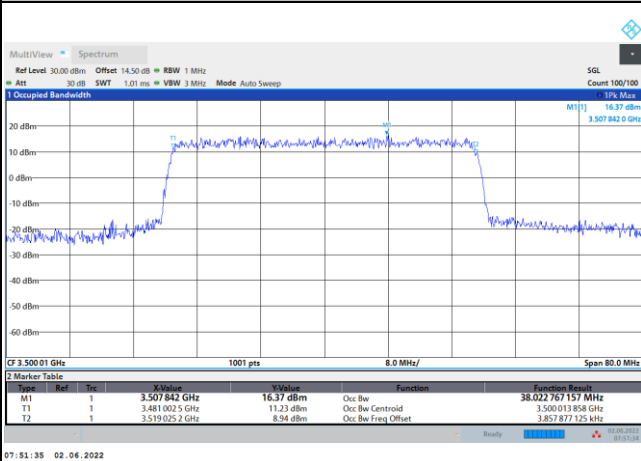 MultiView Spectrum
Ref Level 30.00 dBm Offset 14.50 dB RBW 1 MHz SGL
Att 30 dB SWT 1.01 ms VBW 3 MHz Mode Auto Sweep Count 100/100
1 Occupied Bandwidth 1Pk Max
M1[1] 16.37 dBm
3.507 842 0 GHz
20 dBm
M1
T1
T2
10 dBm
0 dBm
-10 dBm
-20 dBm
-30 dBm
-40 dBm
-50 dBm
-60 dBm
CF 3.500 01 GHz 1001 pts 8.0 MHz/ Span 80.0 MHz
2 Marker Table
Type Ref Trc X-Value Y-Value Function Function Result
M1 1 3.507 842 GHz 16.37 dBm Occ Bw 38.022 767 157 MHz
T1 1 3.481 002 5 GHz 11.23 dBm Occ Bw Centroid 3.500 013 858 GHz
T2 1 3.519 025 2 GHz 8.94 dBm Occ Bw Freq Offset 3.857 877 125 kHz
Ready 02.06.2022
07:51:34
07:51:35 02.06.2022